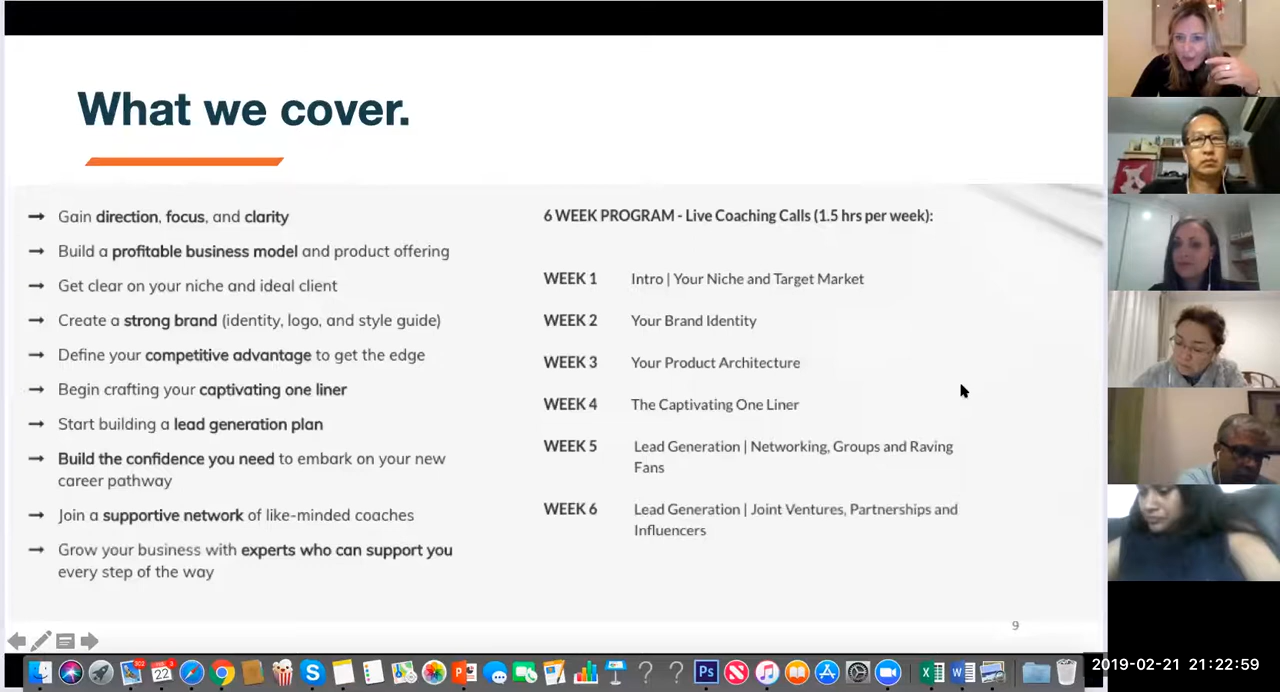 What we cover.
Gain direction, focus, and clarity
Build a profitable business model and product offering
Get clear on your niche and ideal client
Create a strong brand (identity, logo, and style guide)
Define your competitive advantage to get the edge
Begin crafting your captivating one liner
Start building a lead generation plan
Build the confidence you need to embark on your new
career pathway
Join a supportive network of like-minded coaches
Grow your business with experts who can support you
every step of the way
6 WEEK PROGRAM - Live Coaching Calls (1.5 hrs per week):
WEEK 1 Intro | Your Niche and Target Market
WEEK 2 Your Brand Identity
WEEK 3 Your Product Architecture
WEEK 4 The Captivating One Liner
WEEK 5 Lead Generation | Networking, Groups and Raving
Fans
WEEK 6 Lead Generation | Joint Ventures, Partnerships and
Influencers
9
22
Ps
2019-02-21 21:22:59